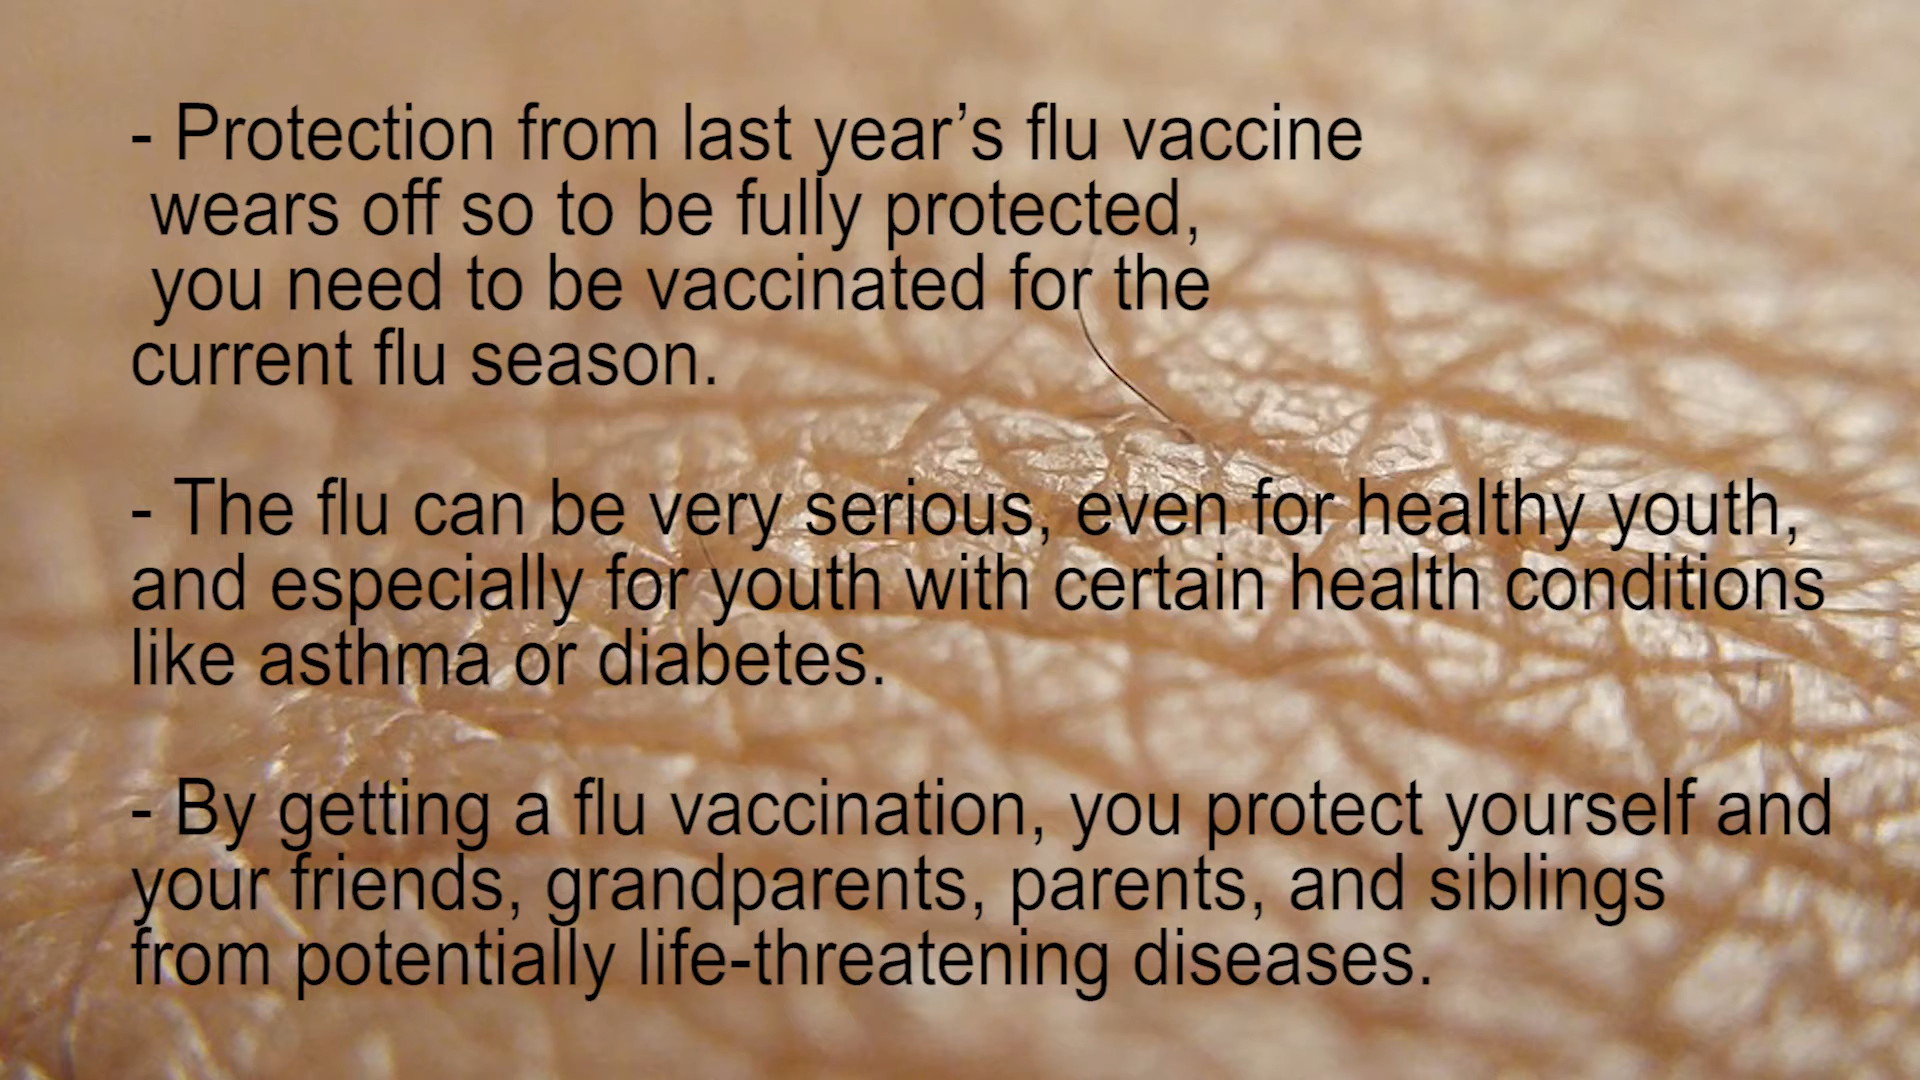 - Protection from last year’s flu vaccine
wears off so to be fully protected,
you need to be vaccinated for the
current flu season.
- The flu can be very serious, even for healthy youth,
and especially for youth with certain health conditions
like asthma or diabetes.
- By getting a flu vaccination, you protect yourself and
your friends, grandparents, parents, and siblings
from potentially life-threatening diseases.